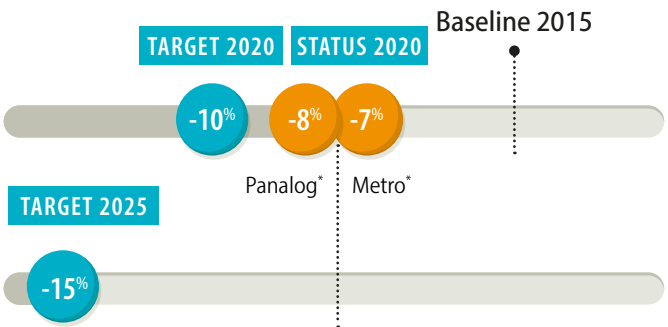 Baseline 2015
TARGET 2020 STATUS 2020
-10% -8% -7%
Panalog* Metro*
TARGET 2025
-15%